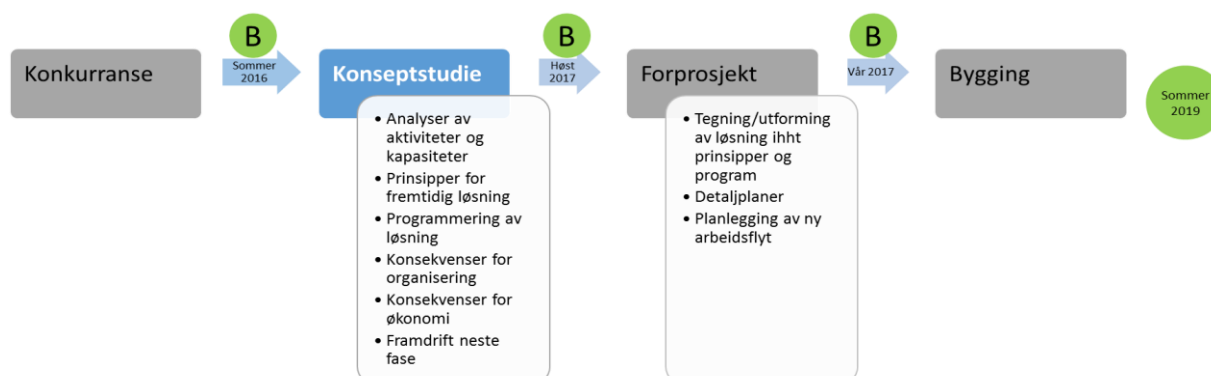 Konkurranse
B
Sommer
2016
Konseptstudie
• Analyser av
aktiviteter og
kapasiteter
• Prinsipper for
fremtidig løsning
• Programmering av
løsning
• Konsekvenser for
organisering
• Konsekvenser for
økonomi
• Framdrift neste
fase
B
Høst
2017
Forprosjekt
• Tegning/utforming
av løsning ihht
prinsipper og
program
• Detaljplaner
• Planlegging av ny
arbeidsflyt
B
Vår 2017
Bygging
Sommer
2019